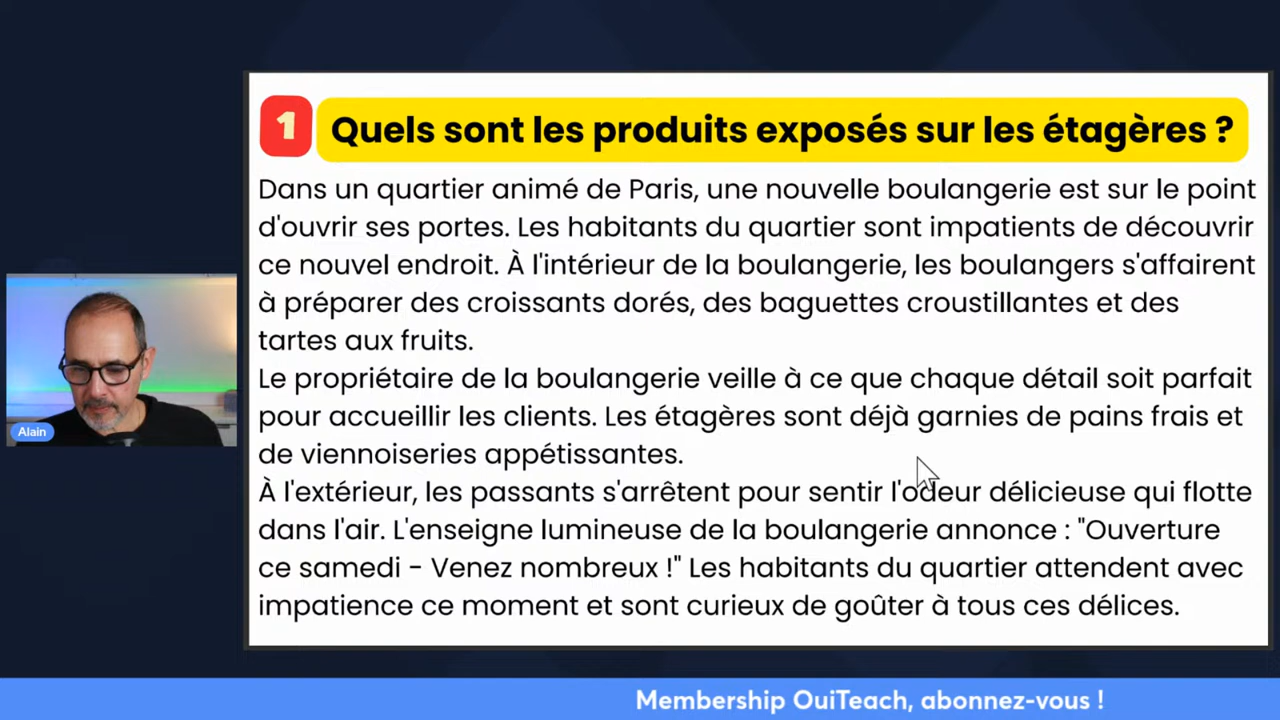 1
Quels sont les produits exposés sur les étagères ?
Dans un quartier animé de Paris, une nouvelle boulangerie est sur le point
d'ouvrir ses portes. Les habitants du quartier sont impatients de découvrir
ce nouvel endroit. À l'intérieur de la boulangerie, les boulangers s'affairent
à préparer des croissants dorés, des baguettes croustillantes et des
tartes aux fruits.
Le propriétaire de la boulangerie veille à ce que chaque détail soit parfait
pour accueillir les clients. Les étagères sont déjà garnies de pains frais et
de viennoiseries appétissantes.
À l'extérieur, les passants s'arrêtent pour sentir l'odeur délicieuse qui flotte
dans l'air. L'enseigne lumineuse de la boulangerie annonce : "Ouverture
ce samedi - Venez nombreux !" Les habitants du quartier attendent avec
impatience ce moment et sont curieux de goûter à tous ces délices.
Alain
Membership OuiTeach, abonnez-vous !